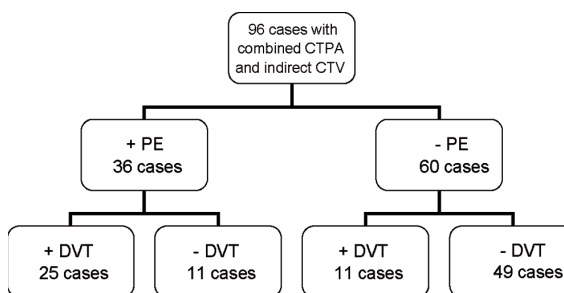 96 cases with
combined CTPA
and indirect CTV
+ PE
36 cases
- PE
60 cases
+ DVT
25 cases
- DVT
11 cases
+ DVT
11 cases
- DVT
49 cases